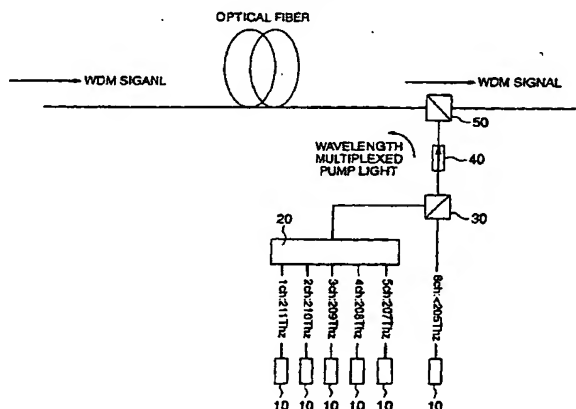 OPTICAL FIBER
WDM SIGANL
WDM SIGNAL
50
WAVELENGTH
MULTIPLEXED
PUMP LIGHT
40
20
30
1ch:211Thz
2ch:210Thz
3ch:209Thz
4ch:208Thz
5ch:207Thz
6ch:<205Thz
10 10 10 10 10 10